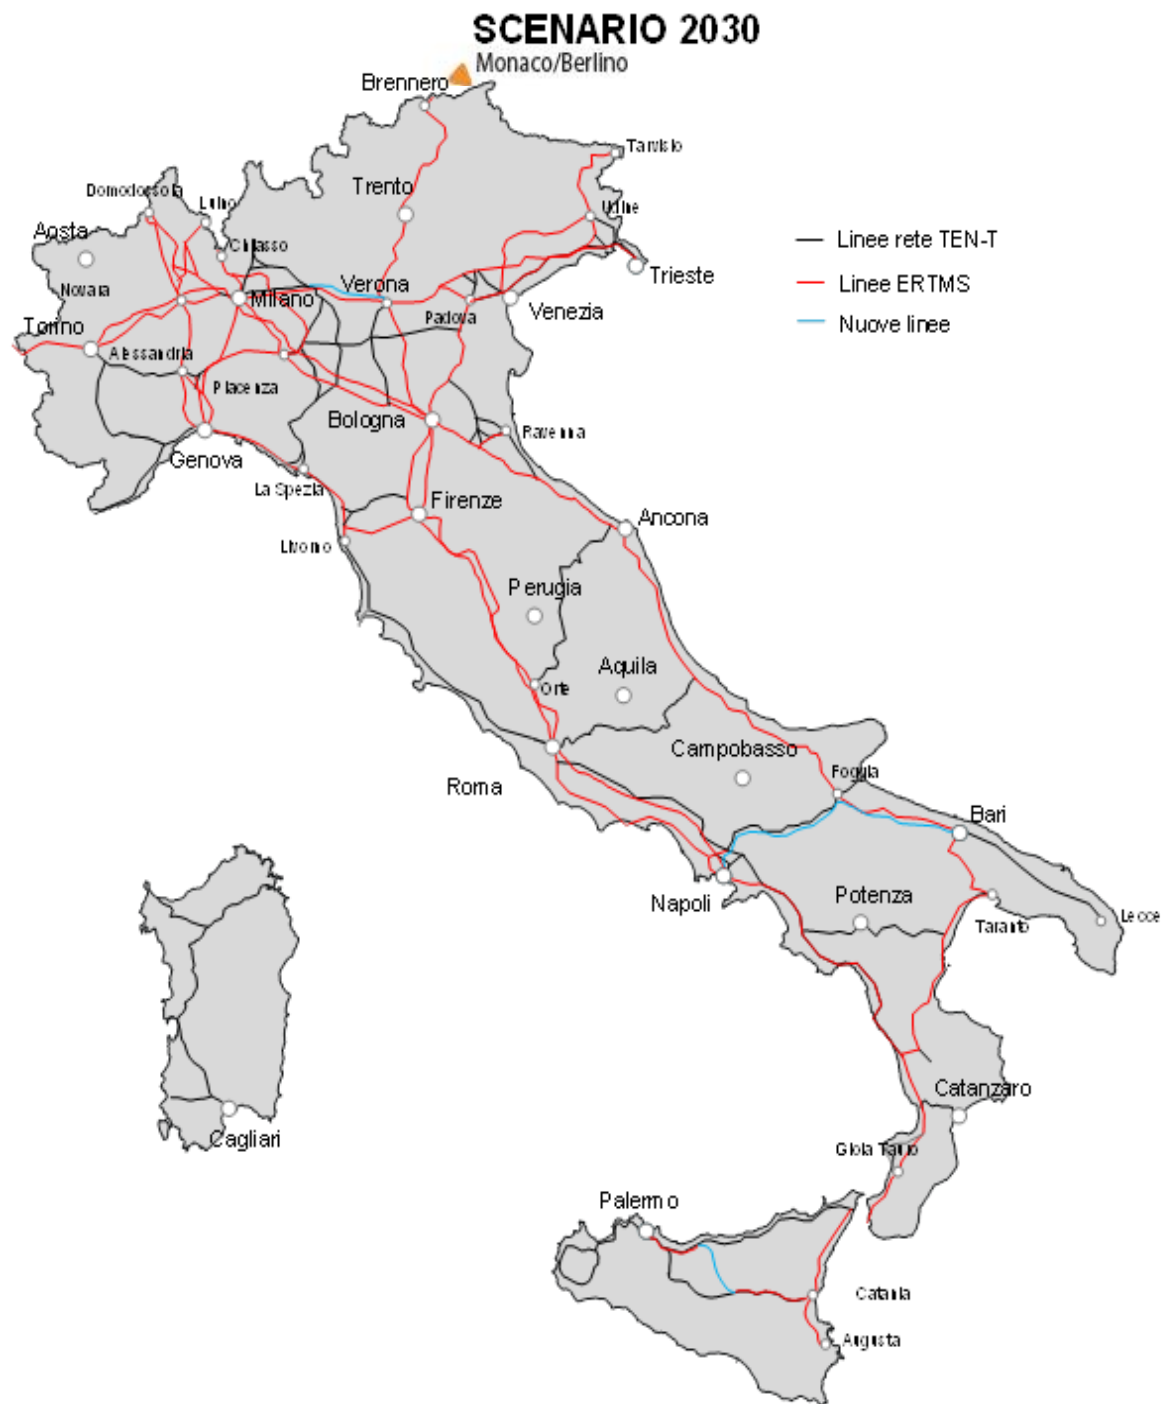 SCENARIO 2030
Monaco/Berlino
Brennero
Tarvisio
Domodossola
Trento
Luino
Udine
Aosta
Chiasso
Linee rete TEN-T
Trieste
Verona
Novara
Milano
Linee ERTMS
Venezia
Padova
Torino
Nuove linee
Alessandria
Piacenza
Bologna
Ravenna
Genova
La Spezia
Firenze
Ancona
Livorno
Perugia
Aquila
Orte
Campobasso
Foggia
Roma
Bari
Potenza
Napoli
Lecce
Taranto
Catanzaro
Cagliari
Gioia Tauro
Palermo
Catania
Augusta